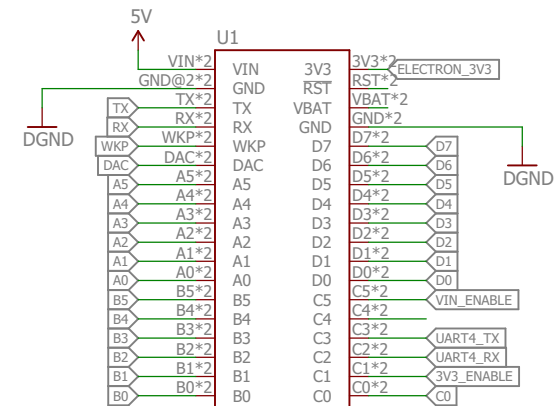 5V
U1
VIN*2 VIN 3V3 3V3*2 ELECTRON_3V3
GND@2*2 GND RST RST*2
TX TX*2 TX VBAT VBAT*2
RX RX*2 RX GND GND*2
DGND
WKP WKP*2 WKP D7 D7*2 D7
DAC DAC*2 DAC D6 D6*2 D6
DGND
A5 A5*2 A5 D5 D5*2 D5
A4 A4*2 A4 D4 D4*2 D4
A3 A3*2 A3 D3 D3*2 D3
A2 A2*2 A2 D2 D2*2 D2
A1 A1*2 A1 D1 D1*2 D1
A0 A0*2 A0 D0 D0*2 D0
B5 B5*2 B5 C5 C5*2 VIN_ENABLE
B4 B4*2 B4 C4 C4*2
B3 B3*2 B3 C3 C3*2 UART4_TX
B2 B2*2 B2 C2 C2*2 UART4_RX
B1 B1*2 B1 C1 C1*2 3V3_ENABLE
B0 B0*2 B0 C0 C0*2 C0